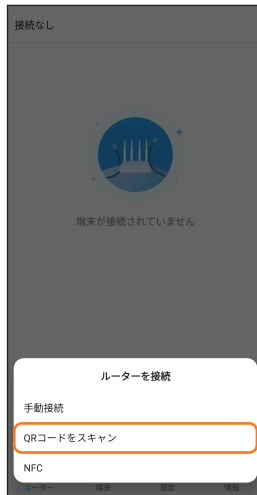 接続なし
端末が接続されていません
ルーターを接続
手動接続
QRコードをスキャン
NFC
ルーター 端末 設定 情報